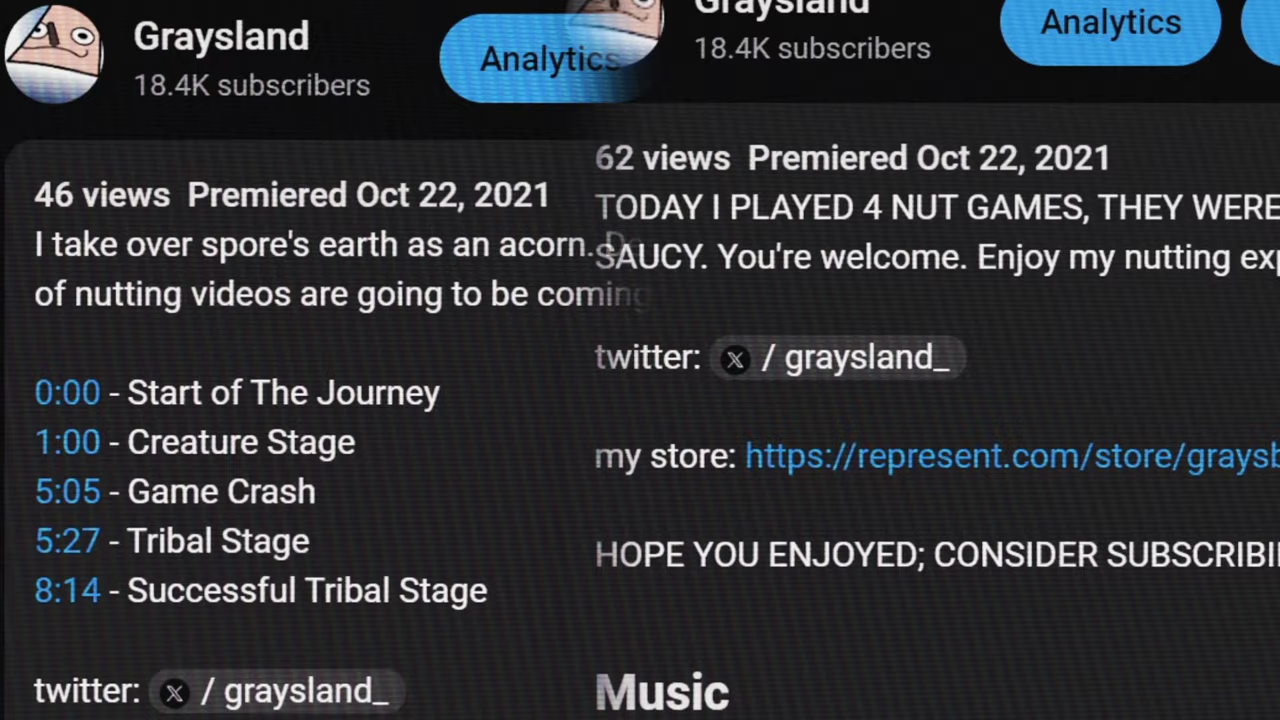 Graysland
18.4K subscribers
Analytics
46 views Premiered Oct 22, 2021
I take over spore's earth as an acorn.
of nutting videos are going to be coming
0:00 - Start of The Journey
1:00 - Creature Stage
5:05 - Game Crash
5:27 - Tribal Stage
8:14 - Successful Tribal Stage
twitter: / graysland_
Graysland
18.4K subscribers
Analytics
62 views Premiered Oct 22, 2021
TODAY I PLAYED 4 NUT GAMES, THEY WERE
SAUCY. You're welcome. Enjoy my nutting
twitter: / graysland_
my store: https://represent.com/store/graysb
HOPE YOU ENJOYED; CONSIDER
Music